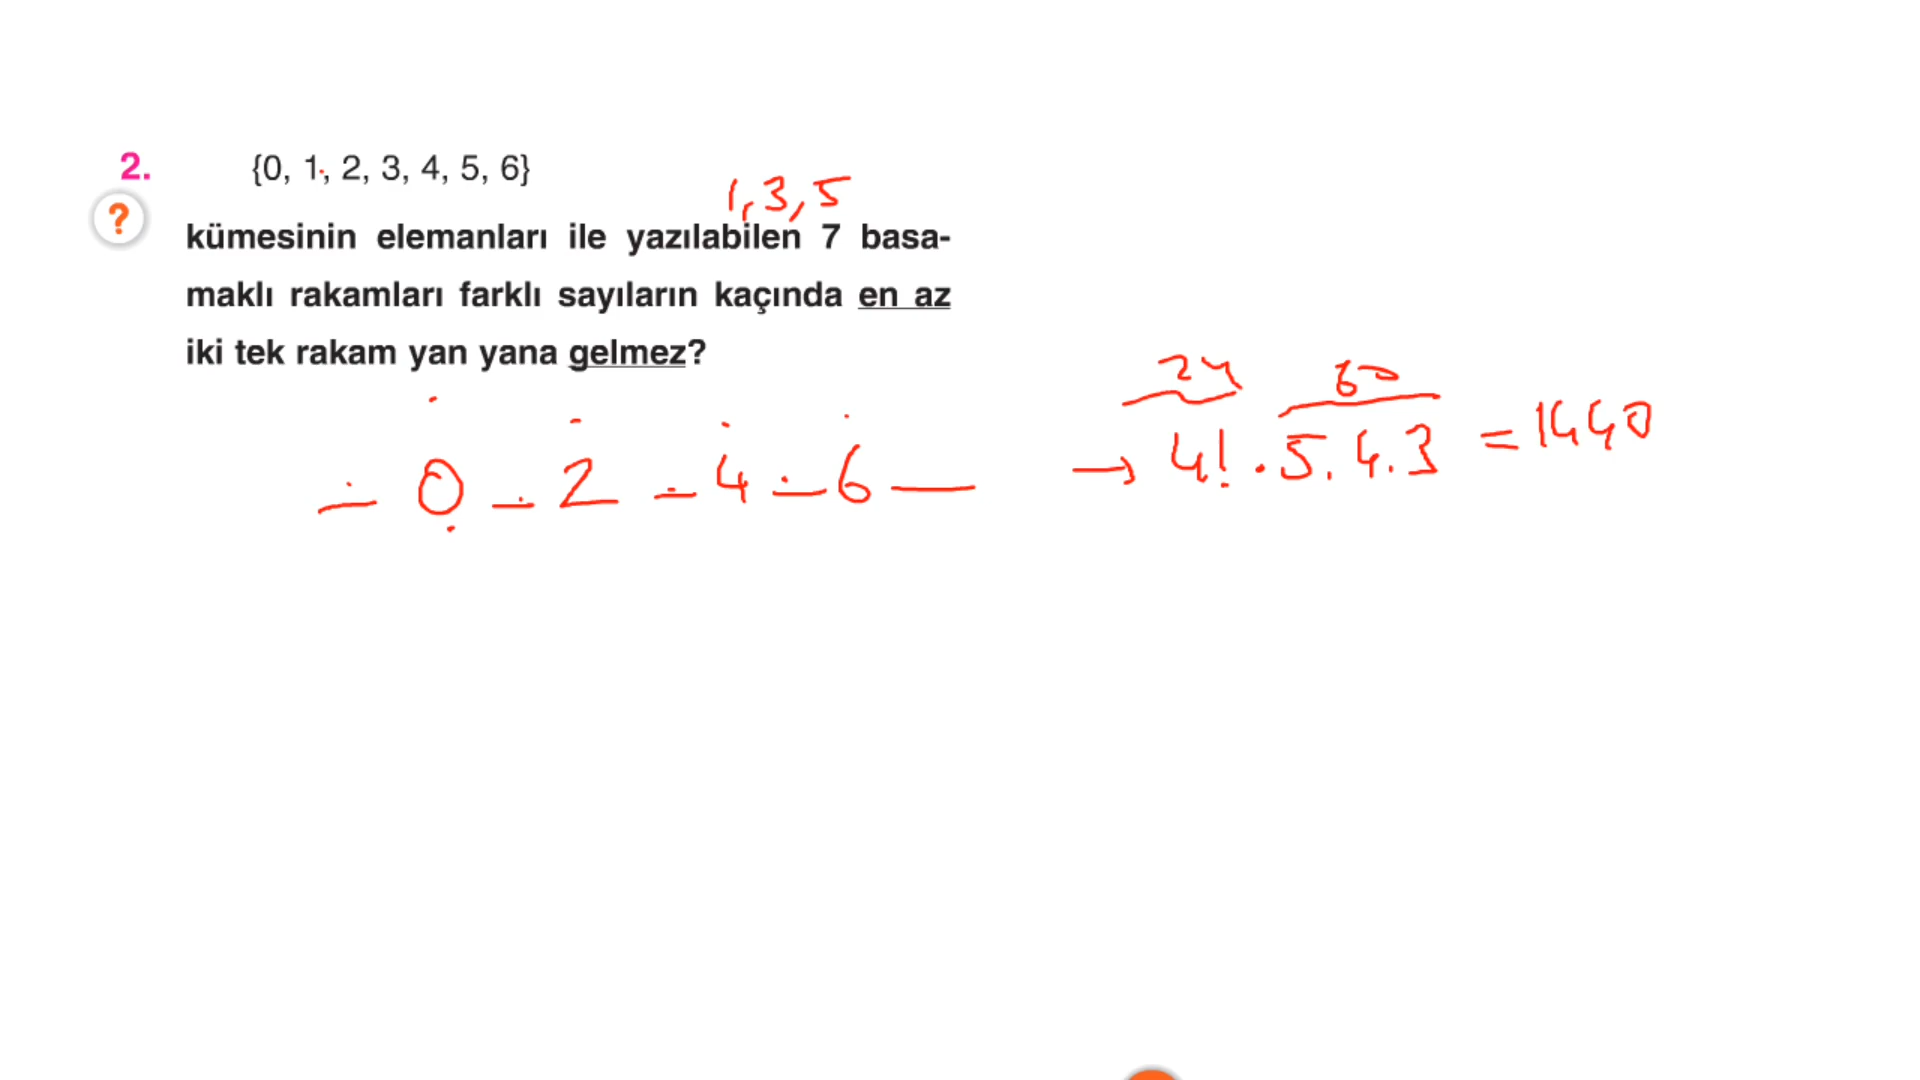 2. {0, 1, 2, 3, 4, 5, 6}
1, 3, 5
?
kümesinin elemanları ile yazılabilen 7 basa-
maklı rakamları farklı sayıların kaçında en az
iki tek rakam yan yana gelmez?
24 60
_ 0 _ 2 _ 4 _ 6 _ → 4! . 5 . 4 . 3 = 1440